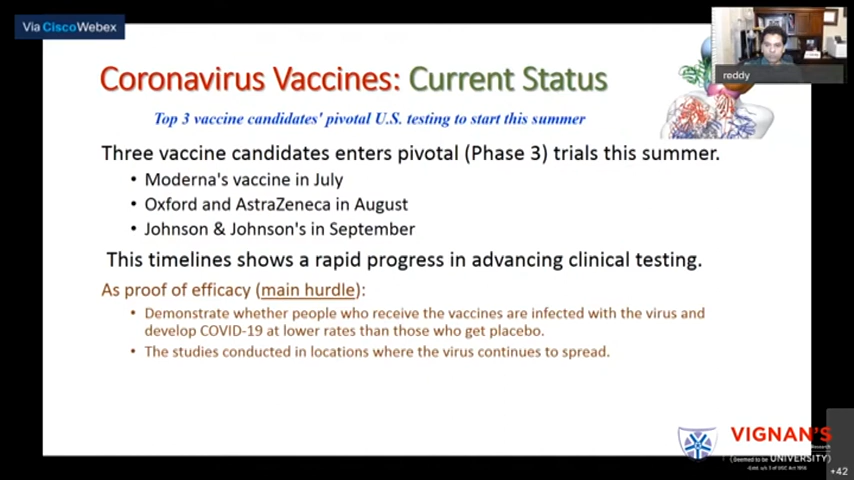 Via CiscoWebex
Coronavirus Vaccines: Current Status
reddy
Top 3 vaccine candidates' pivotal U.S. testing to start this summer
Three vaccine candidates enters pivotal (Phase 3) trials this summer.
• Moderna's vaccine in July
• Oxford and AstraZeneca in August
• Johnson & Johnson's in September
This timelines shows a rapid progress in advancing clinical testing.
As proof of efficacy (main hurdle):
• Demonstrate whether people who receive the vaccines are infected with the virus and
develop COVID-19 at lower rates than those who get placebo.
• The studies conducted in locations where the virus continues to spread.
VIGNAN'S
(Deemed to be UNIVERSITY)
+42